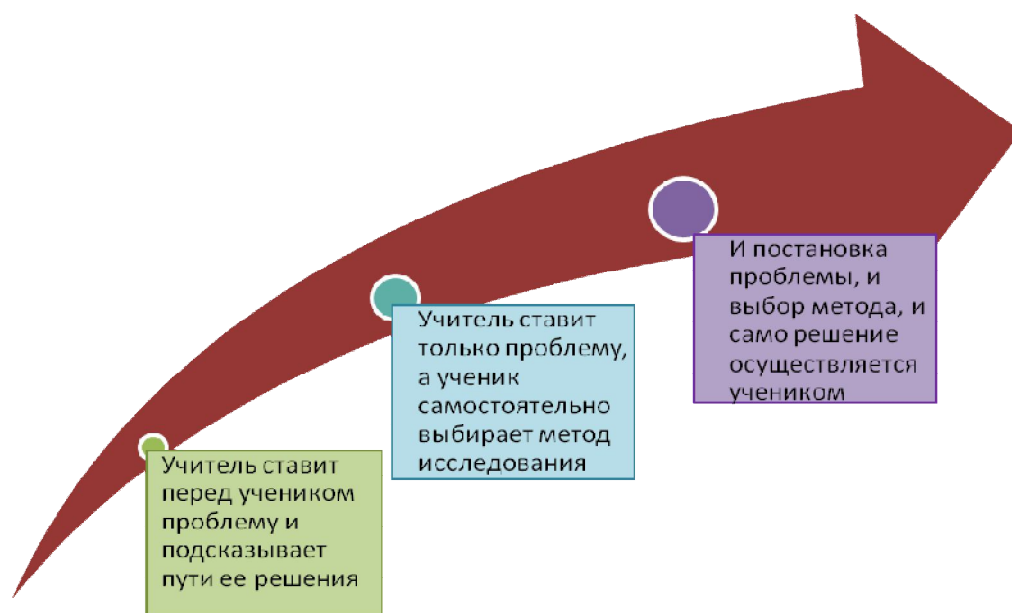 Учитель ставит
перед учеником
проблему и
подсказывает
пути ее решения
Учитель ставит
только проблему,
а ученик
самостоятельно
выбирает метод
исследования
И постановка
проблемы, и
выбор метода, и
само решение
осуществляется
учеником